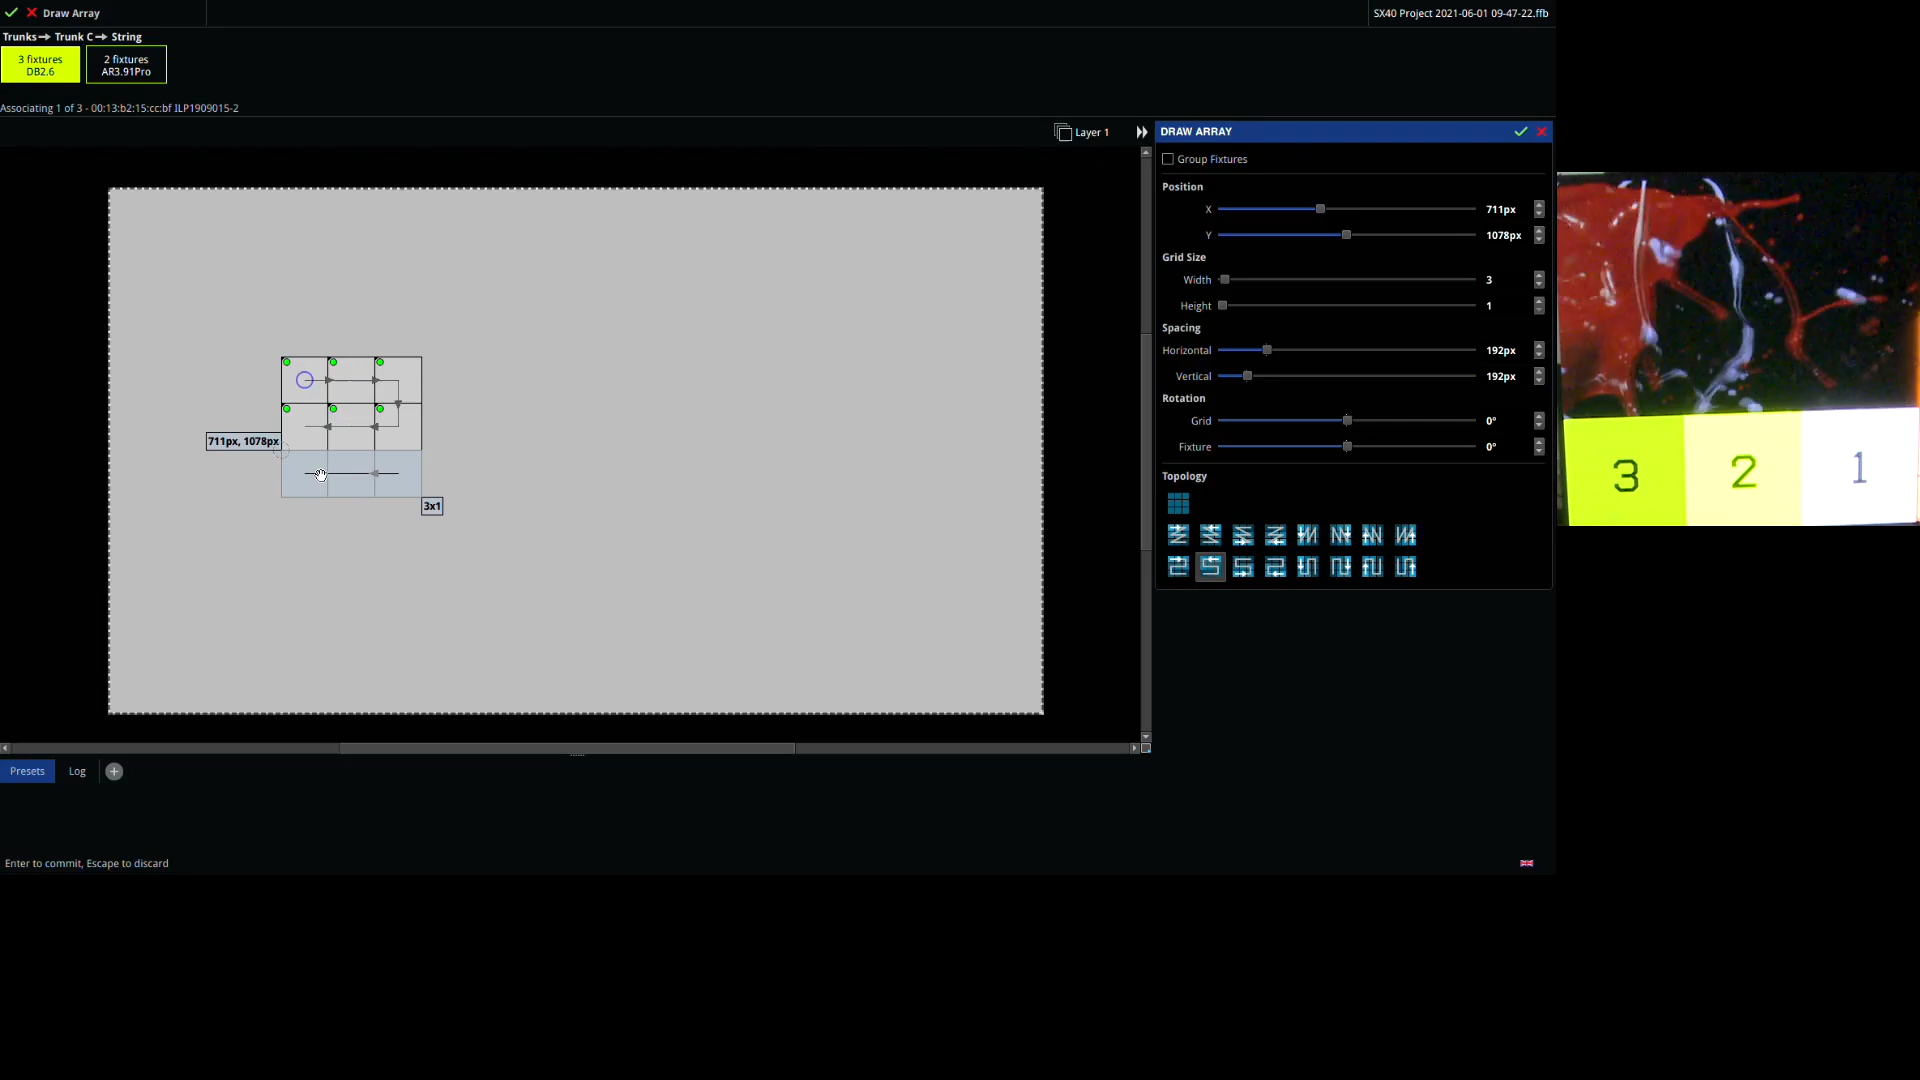 Draw Array
SX40 Project 2021-06-01 09-47-22.ffb
Trunks Trunk C String
3 fixtures
DB2.6
2 fixtures
AR3.91Pro
Associating 1 of 3 - 00:13:b2:15:cc:bf ILP1909015-2
Layer 1
DRAW ARRAY
Group Fixtures
Position
X 711px
Y 1078px
Grid Size
Width 3
Height 1
Spacing
Horizontal 192px
Vertical 192px
Rotation
Grid 0°
Fixture 0°
Topology
711px, 1078px
3x1
3 2 1
Presets Log
Enter to commit, Escape to discard